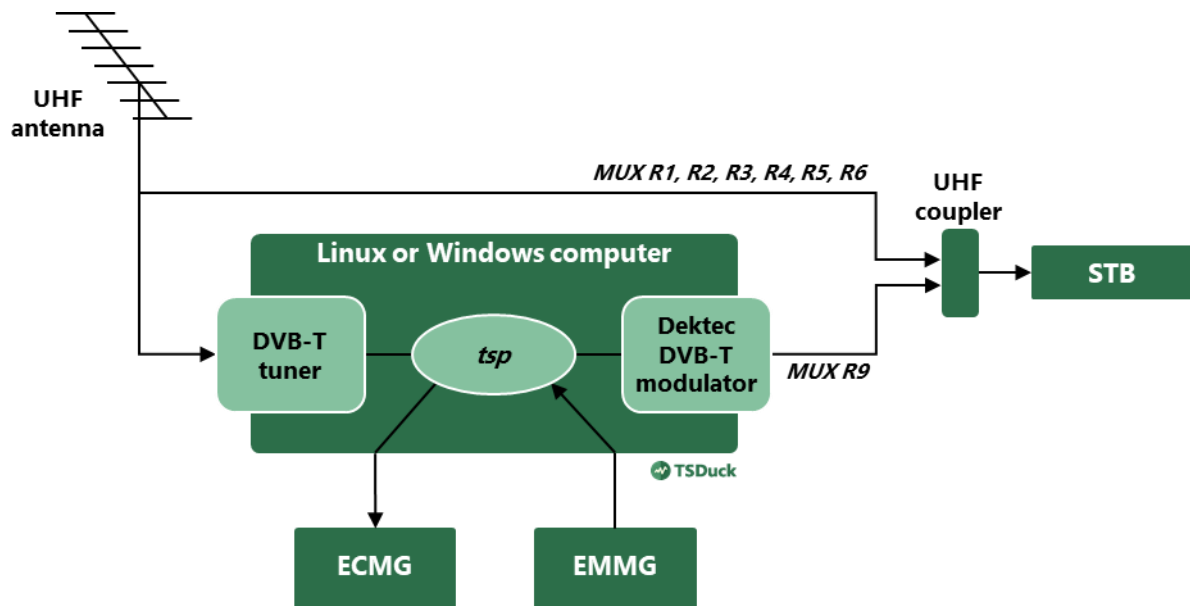 UHF
antenna
MUX R1, R2, R3, R4, R5, R6
UHF
coupler
Linux or Windows computer
STB
DVB-T
tuner
tsp
Dektec
DVB-T
modulator
MUX R9
TSDuck
ECMG
EMMG